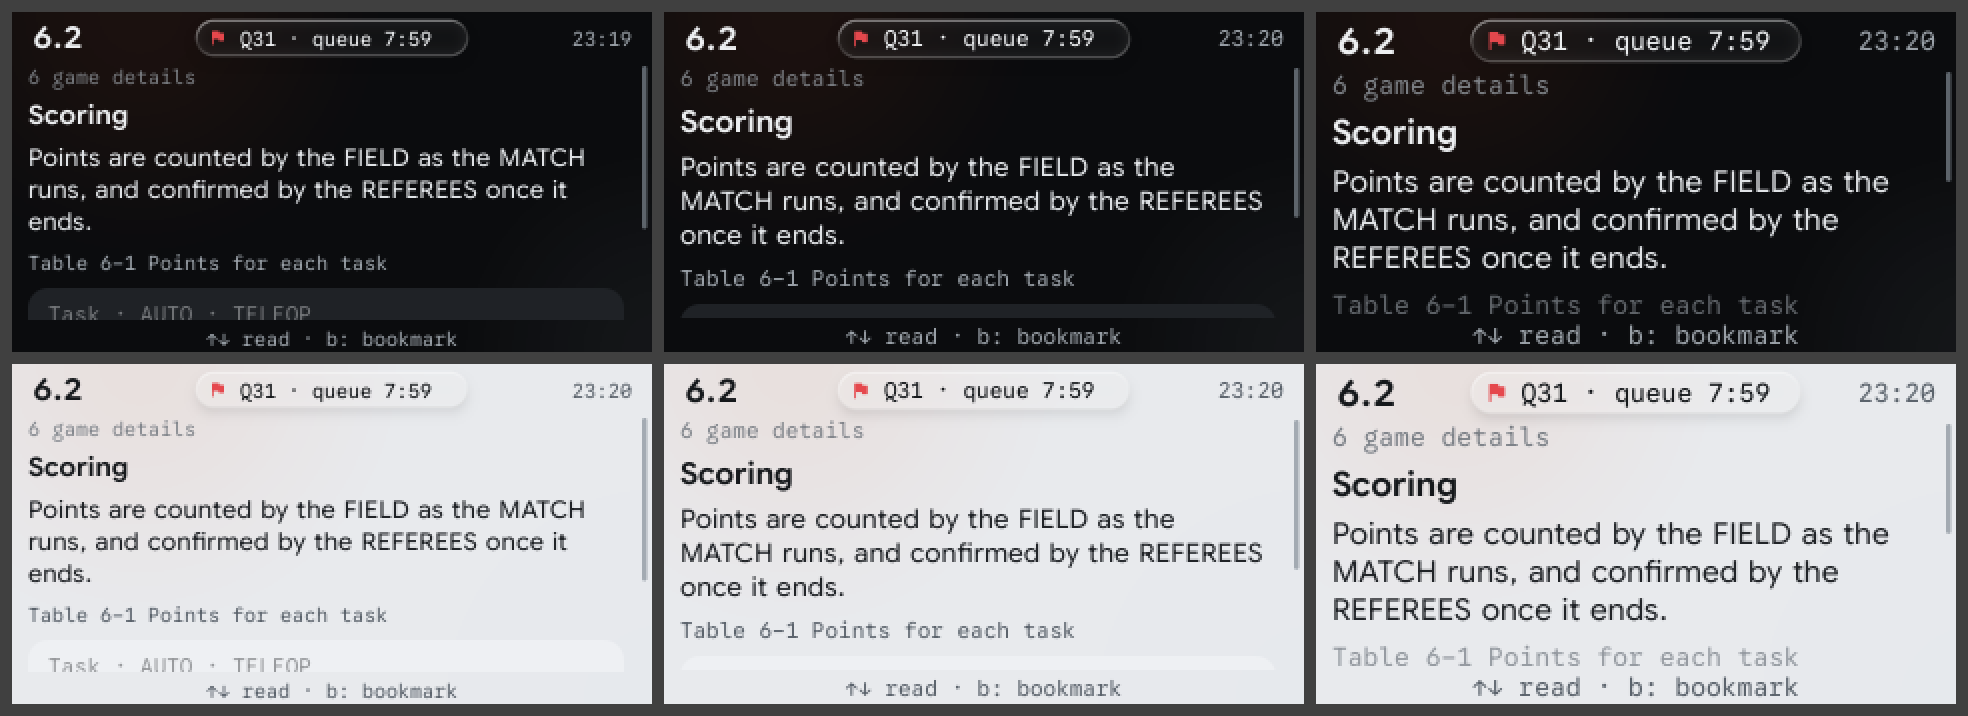 6.2
Q31 · queue 7:59
23:19
6 game details
Scoring
Points are counted by the FIELD as the MATCH
runs, and confirmed by the REFEREES once it
ends.
Table 6-1 Points for each task
Task · AUTO · TELEOP
↑↓ read · b: bookmark
6.2
Q31 · queue 7:59
23:20
6 game details
Scoring
Points are counted by the FIELD as the
MATCH runs, and confirmed by the REFEREES
once it ends.
Table 6-1 Points for each task
↑↓ read · b: bookmark
6.2
Q31 · queue 7:59
23:20
6 game details
Scoring
Points are counted by the FIELD as the
MATCH runs, and confirmed by the
REFEREES once it ends.
Table 6-1 Points for each task
↑↓ read · b: bookmark
6.2
Q31 · queue 7:59
23:20
6 game details
Scoring
Points are counted by the FIELD as the MATCH
runs, and confirmed by the REFEREES once it
ends.
Table 6-1 Points for each task
Task · AUTO · TELEOP
↑↓ read · b: bookmark
6.2
Q31 · queue 7:59
23:20
6 game details
Scoring
Points are counted by the FIELD as the
MATCH runs, and confirmed by the REFEREES
once it ends.
Table 6-1 Points for each task
↑↓ read · b: bookmark
6.2
Q31 · queue 7:59
23:20
6 game details
Scoring
Points are counted by the FIELD as the
MATCH runs, and confirmed by the
REFEREES once it ends.
Table 6-1 Points for each task
↑↓ read · b: bookmark